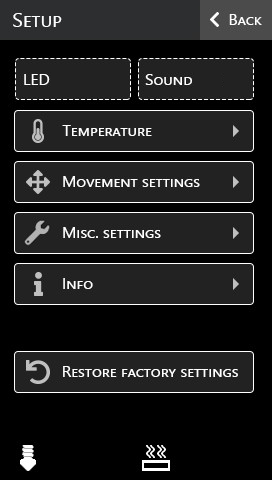 Setup
Back
LED
Sound
Temperature
Movement settings
Misc. settings
Info
Restore factory settings